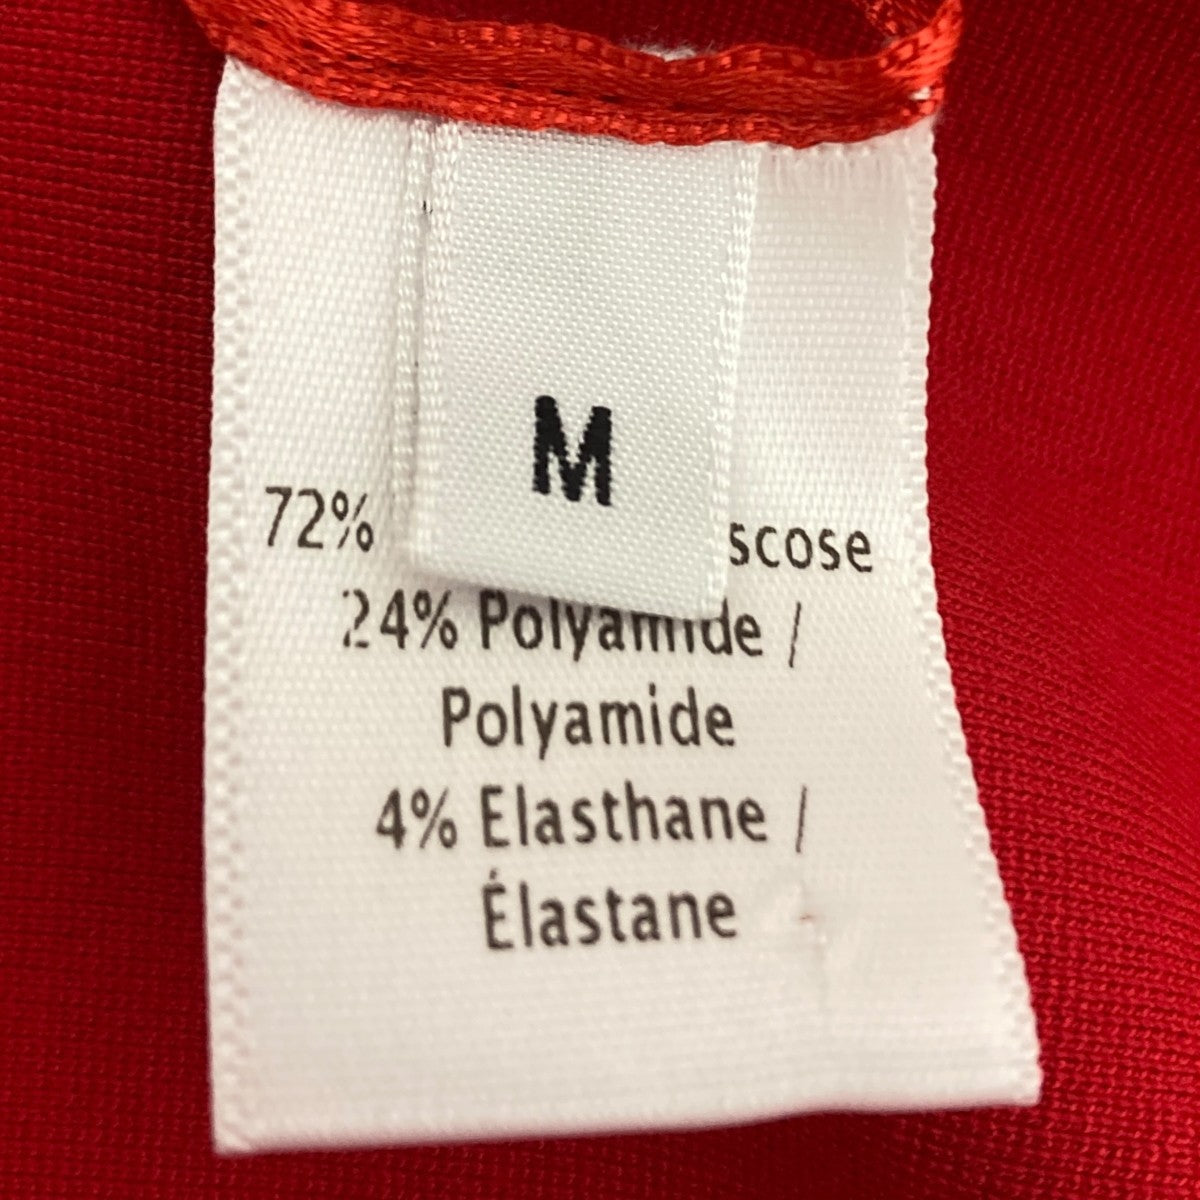 M
72% scose
24% Polyamide /
Polyamide
4% Elasthane /
Élastane